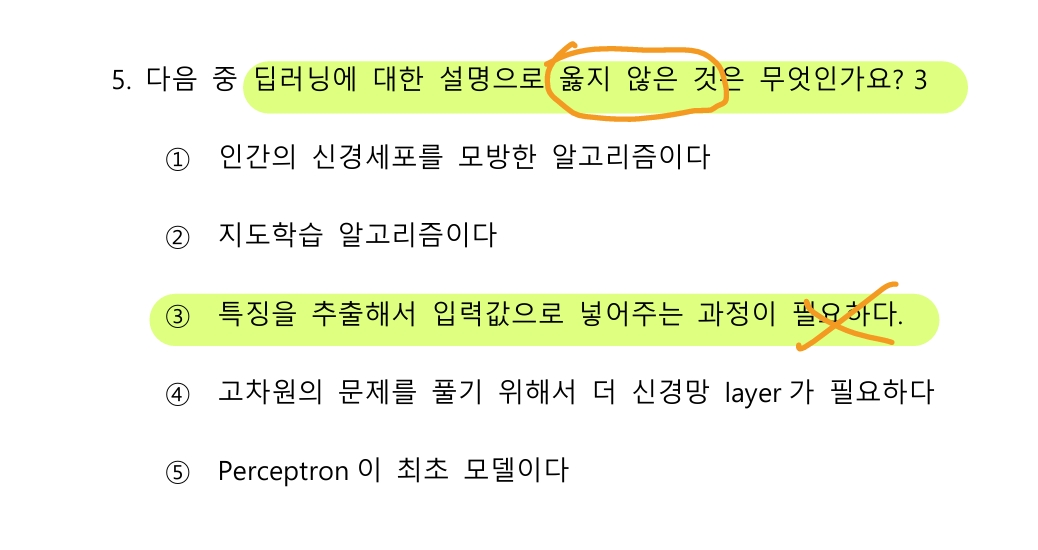 5. 다음 중 딥러닝에 대한 설명으로 옳지 않은 것은 무엇인가요? 3
① 인간의 신경세포를 모방한 알고리즘이다
② 지도학습 알고리즘이다
③ 특징을 추출해서 입력값으로 넣어주는 과정이 필요하다.
④ 고차원의 문제를 풀기 위해서 더 신경망 layer 가 필요하다
⑤ Perceptron 이 최초 모델이다